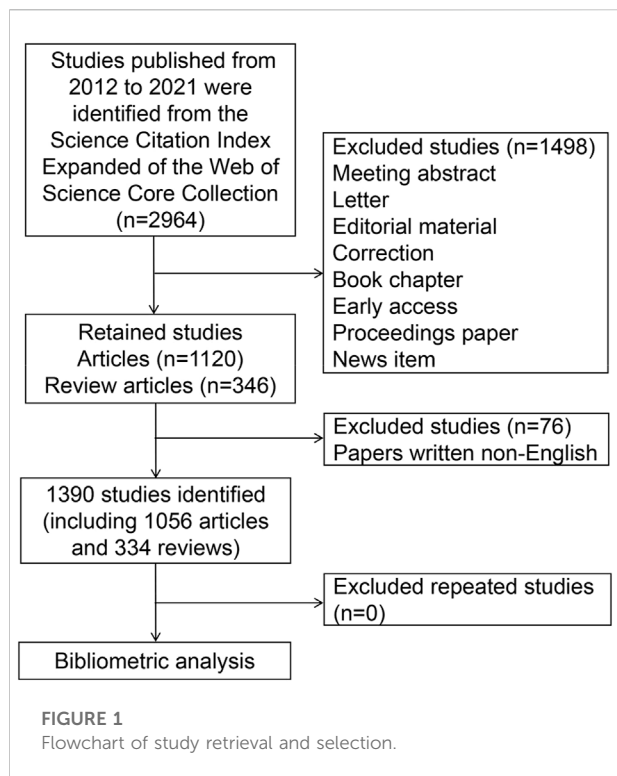 Studies published from
2012 to 2021 were
identified from the
Science Citation Index
Expanded of the Web of
Science Core Collection
(n=2964)
Excluded studies (n=1498)
Meeting abstract
Letter
Editorial material
Correction
Book chapter
Early access
Proceedings paper
News item
Retained studies
Articles (n=1120)
Review articles (n=346)
Excluded studies (n=76)
Papers written non-English
1390 studies identified
(including 1056 articles
and 334 reviews)
Excluded repeated studies
(n=0)
Bibliometric analysis
FIGURE 1
Flowchart of study retrieval and selection.